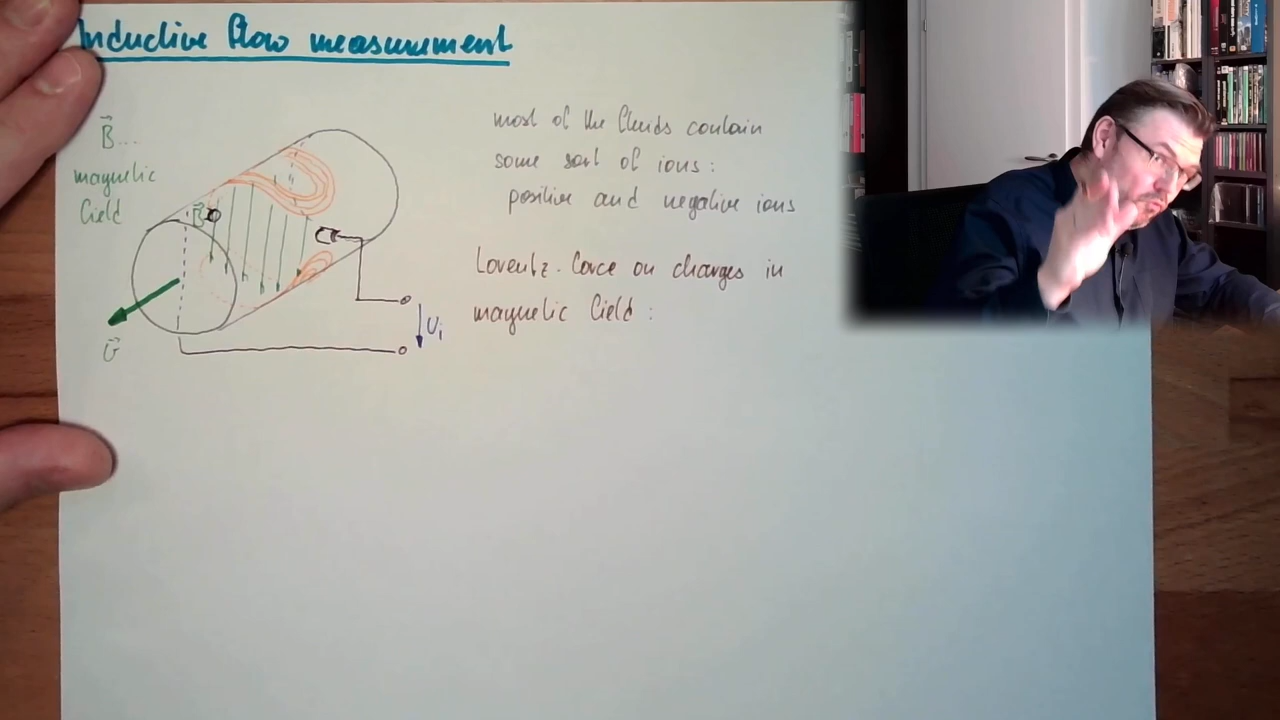 Inductive flow measurement
B⃗...
magnetic
field
B⃗
v⃗
Ui
most of the fluids contain
some sort of ions:
positive and negative ions
Lorentz-force on charges in
magnetic field: